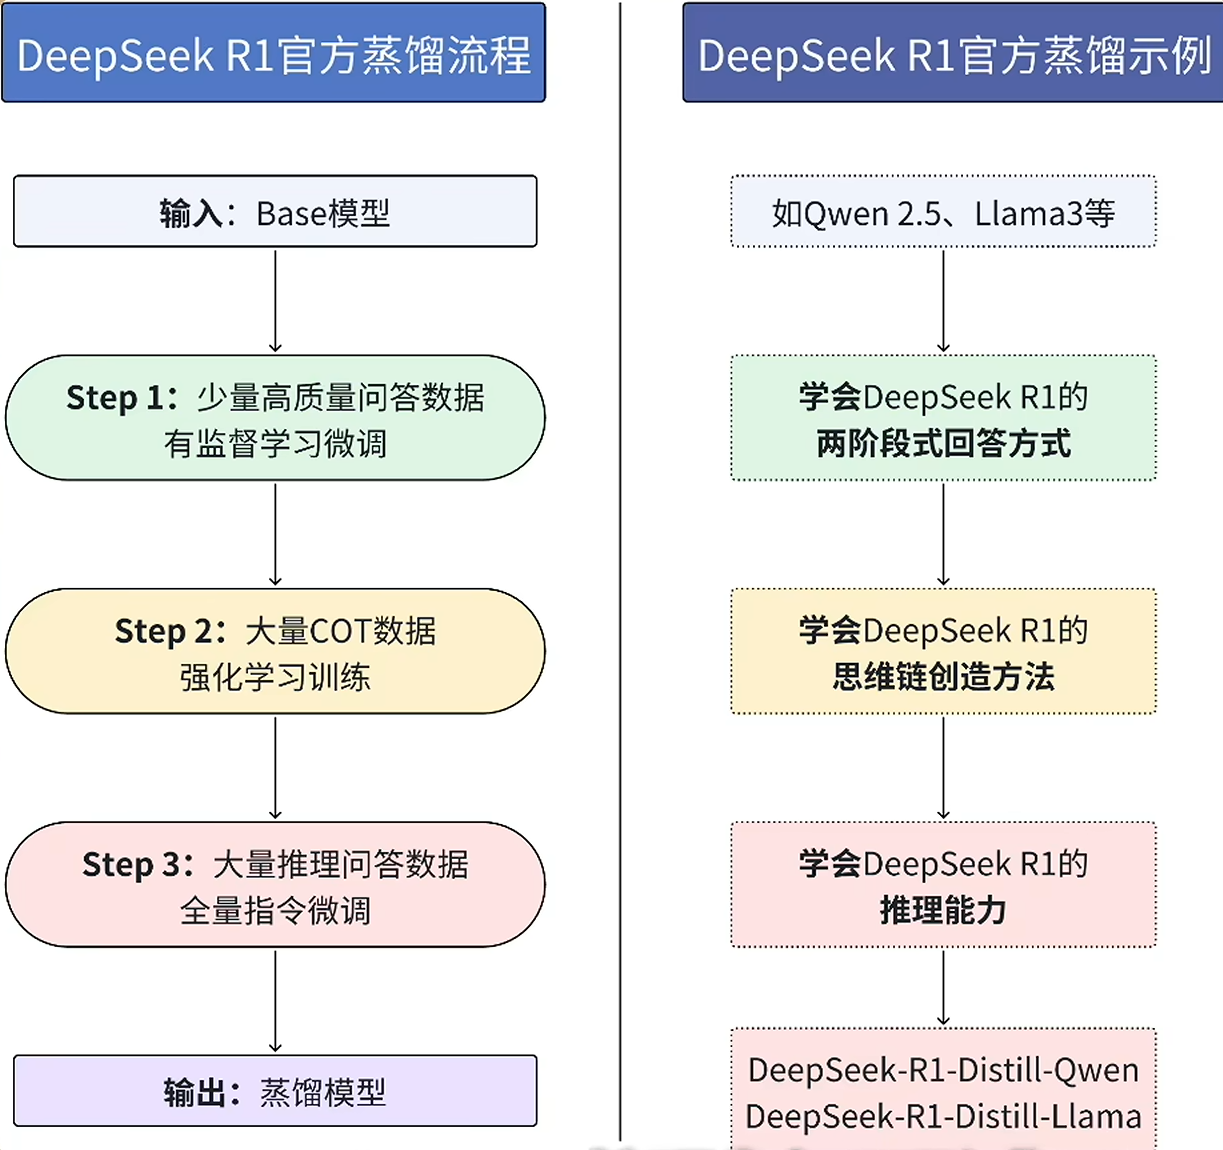 DeepSeek R1官方蒸馏流程
输入：Base模型
Step 1：少量高质量问答数据
有监督学习微调
Step 2：大量COT数据
强化学习训练
Step 3：大量推理问答数据
全量指令微调
输出：蒸馏模型
DeepSeek R1官方蒸馏示例
如Qwen 2.5、Llama3等
学会DeepSeek R1的
两阶段式回答方式
学会DeepSeek R1的
思维链创造方法
学会DeepSeek R1的
推理能力
DeepSeek-R1-Distill-Qwen
DeepSeek-R1-Distill-Llama